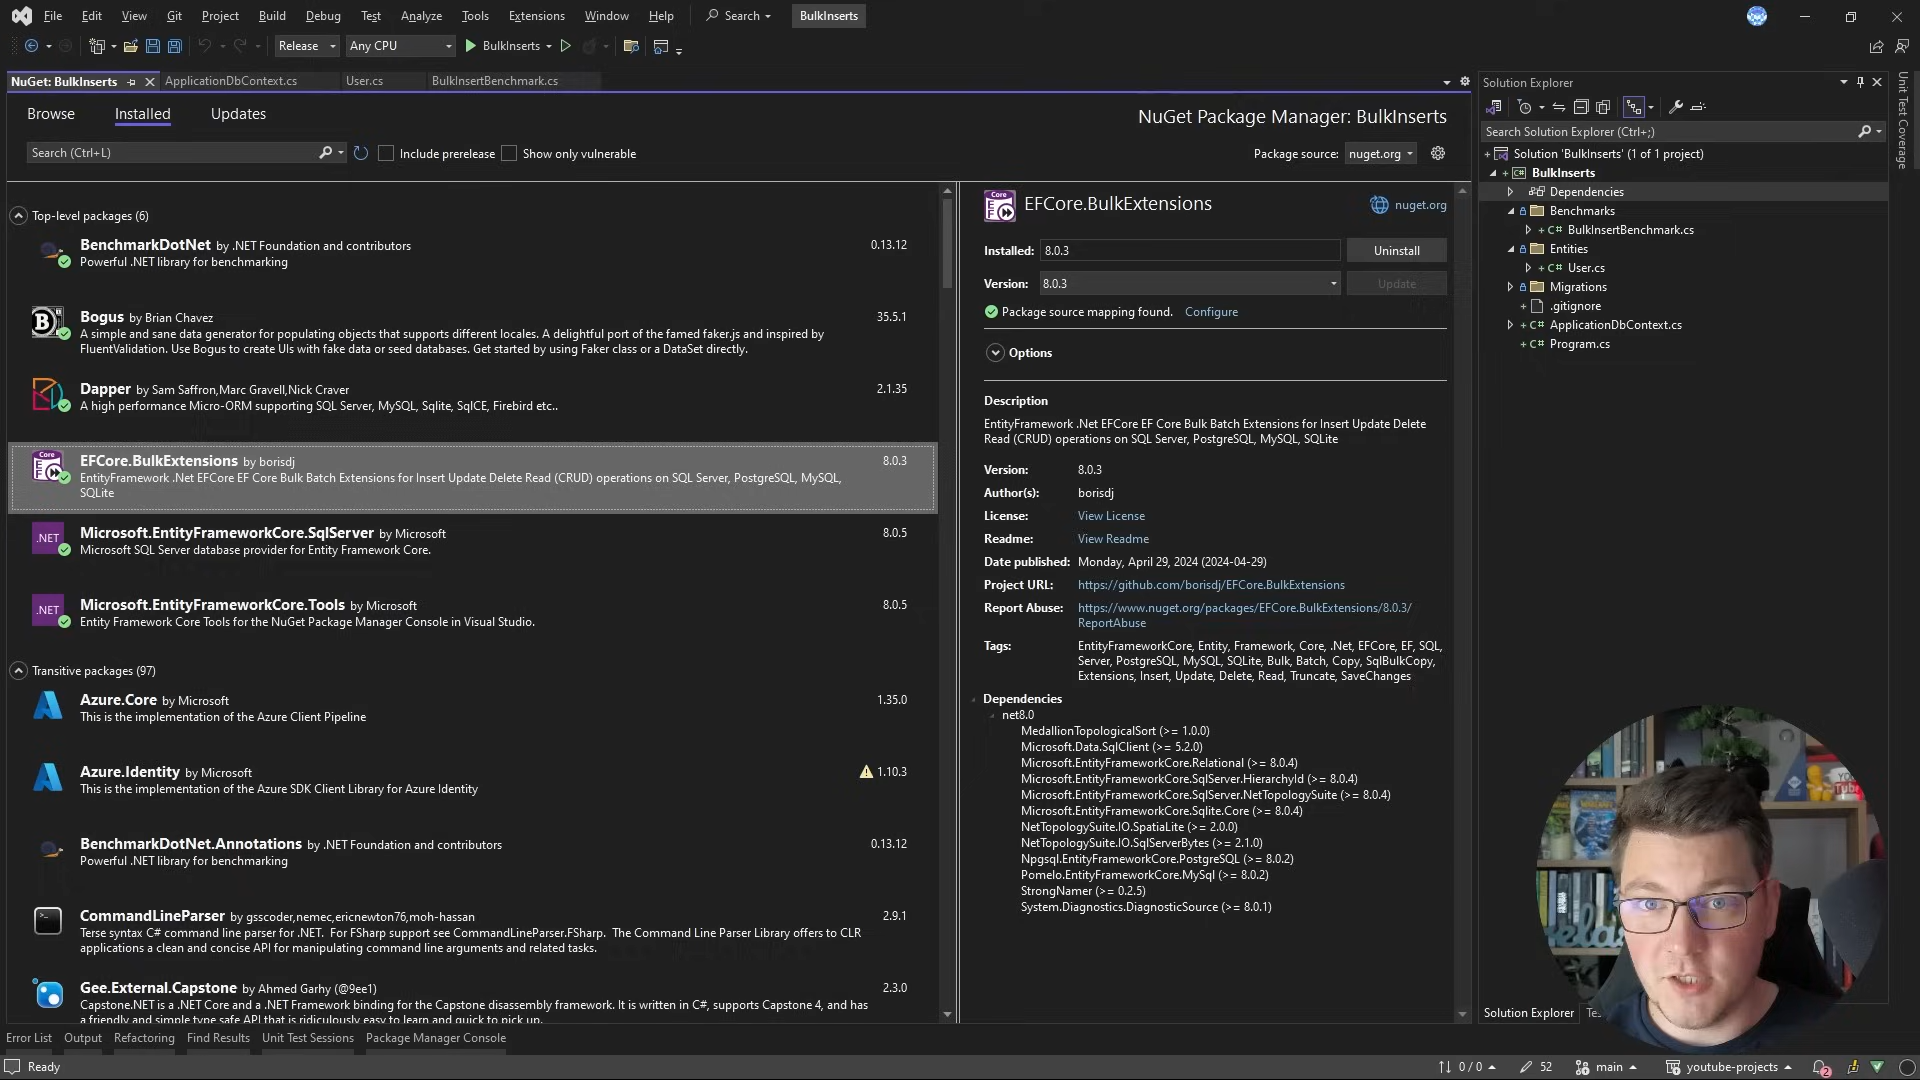 File Edit View Git Project Build Debug Test Analyze Tools Extensions Window Help Search BulkInserts
Release Any CPU BulkInserts
NuGet: BulkInserts ApplicationDbContext.cs User.cs BulkInsertBenchmark.cs
Browse Installed Updates
NuGet Package Manager: BulkInserts
Search (Ctrl+L) Include prerelease Show only vulnerable
Package source: nuget.org
Top-level packages (6)
BenchmarkDotNet by .NET Foundation and contributors 0.13.12
Powerful .NET library for benchmarking
Bogus by Brian Chavez 35.5.1
A simple and sane data generator for populating objects that supports different locales. A delightful port of the famed faker.js and inspired by
FluentValidation. Use Bogus to create UIs with fake data or seed databases. Get started by using Faker class or a DataSet directly.
Dapper by Sam Saffron,Marc Gravell,Nick Craver 2.1.35
A high performance Micro-ORM supporting SQL Server, MySQL, Sqlite, SqlCE, Firebird etc..
Core
EF
EFCore.BulkExtensions by borisdj 8.0.3
EntityFramework .Net EFCore EF Core Bulk Batch Extensions for Insert Update Delete Read (CRUD) operations on SQL Server, PostgreSQL, MySQL,
SQLite
.NET
Microsoft.EntityFrameworkCore.SqlServer by Microsoft 8.0.5
Microsoft SQL Server database provider for Entity Framework Core.
.NET
Microsoft.EntityFrameworkCore.Tools by Microsoft 8.0.5
Entity Framework Core Tools for the NuGet Package Manager Console in Visual Studio.
Transitive packages (97)
Azure.Core by Microsoft 1.35.0
This is the implementation of the Azure Client Pipeline
Azure.Identity by Microsoft 1.10.3
This is the implementation of the Azure SDK Client Library for Azure Identity
BenchmarkDotNet.Annotations by .NET Foundation and contributors 0.13.12
Powerful .NET library for benchmarking
CommandLineParser by gsscoder,nemec,ericnewton76,moh-hassan 2.9.1
Terse syntax C# command line parser for .NET. For FSharp support see CommandLineParser.FSharp. The Command Line Parser Library offers to CLR
applications a clean and concise API for manipulating command line arguments and related tasks.
Gee.External.Capstone by Ahmed Garhy (@9ee1) 2.3.0
Capstone.NET is a .NET Core and a .NET Framework binding for the Capstone disassembly framework. It is written in C#, supports Capstone 4, and has
a friendly and simple type safe API that is ridiculously easy to learn and quick to pick up.
Core
EF
EFCore.BulkExtensions nuget.org
Installed: 8.0.3 Uninstall
Version: 8.0.3 Update
Package source mapping found. Configure
Options
Description
EntityFramework .Net EFCore EF Core Bulk Batch Extensions for Insert Update Delete
Read (CRUD) operations on SQL Server, PostgreSQL, MySQL, SQLite
Version: 8.0.3
Author(s): borisdj
License: View License
Readme: View Readme
Date published: Monday, April 29, 2024 (2024-04-29)
Project URL: https://github.com/borisdj/EFCore.BulkExtensions
Report Abuse: https://www.nuget.org/packages/EFCore.BulkExtensions/8.0.3/
ReportAbuse
Tags: EntityFrameworkCore, Entity, Framework, Core, .Net, EFCore, EF, SQL,
Server, PostgreSQL, MySQL, SQLite, Bulk, Batch, Copy, SqlBulkCopy,
Extensions, Insert, Update, Delete, Read, Truncate, SaveChanges
Dependencies
net8.0
MedallionTopologicalSort (>= 1.0.0)
Microsoft.Data.SqlClient (>= 5.2.0)
Microsoft.EntityFrameworkCore.Relational (>= 8.0.4)
Microsoft.EntityFrameworkCore.SqlServer.HierarchyId (>= 8.0.4)
Microsoft.EntityFrameworkCore.SqlServer.NetTopologySuite (>= 8.0.4)
Microsoft.EntityFrameworkCore.Sqlite.Core (>= 8.0.4)
NetTopologySuite.IO.SpatiaLite (>= 2.0.0)
NetTopologySuite.IO.SqlServerBytes (>= 2.1.0)
Npgsql.EntityFrameworkCore.PostgreSQL (>= 8.0.2)
Pomelo.EntityFrameworkCore.MySql (>= 8.0.2)
StrongNamer (>= 0.2.5)
System.Diagnostics.DiagnosticSource (>= 8.0.1)
Solution Explorer
Search Solution Explorer (Ctrl+;)
Solution 'BulkInserts' (1 of 1 project)
C# BulkInserts
Dependencies
Benchmarks
C# BulkInsertBenchmark.cs
Entities
C# User.cs
Migrations
.gitignore
C# ApplicationDbContext.cs
C# Program.cs
Unit Test Coverage
Solution Explorer
Error List Output Refactoring Find Results Unit Test Sessions Package Manager Console
Ready 0 / 0 52 main youtube-projects 2